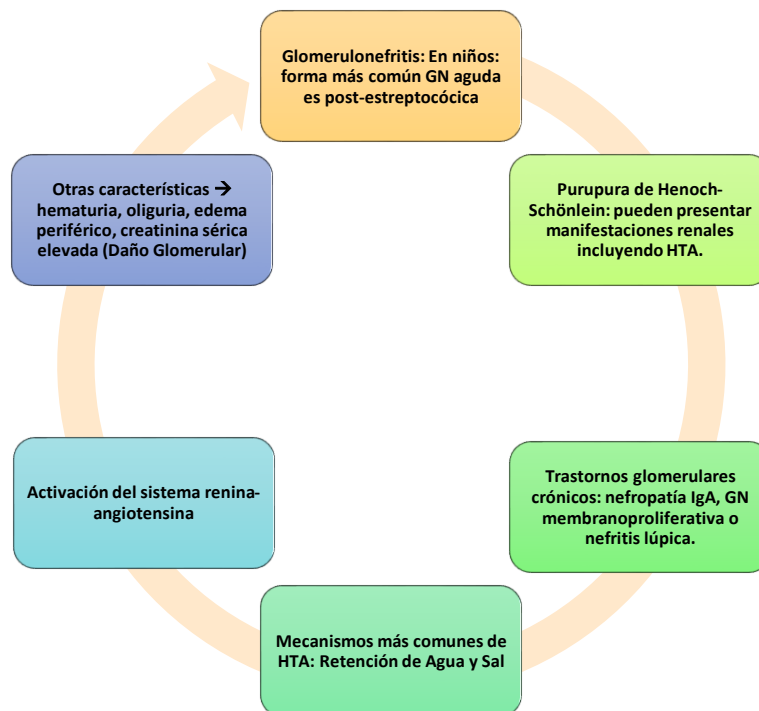 Glomerulonefritis: En niños:
forma más común GN aguda
es post-estreptocócica
Purupura de Henoch-
Schönlein: pueden presentar
manifestaciones renales
incluyendo HTA.
Trastornos glomerulares
crónicos: nefropatía IgA, GN
membranoproliferativa o
nefritis lúpica.
Mecanismos más comunes de
HTA: Retención de Agua y Sal
Activación del sistema renina-
angiotensina
Otras características →
hematuria, oliguria, edema
periférico, creatinina sérica
elevada (Daño Glomerular)